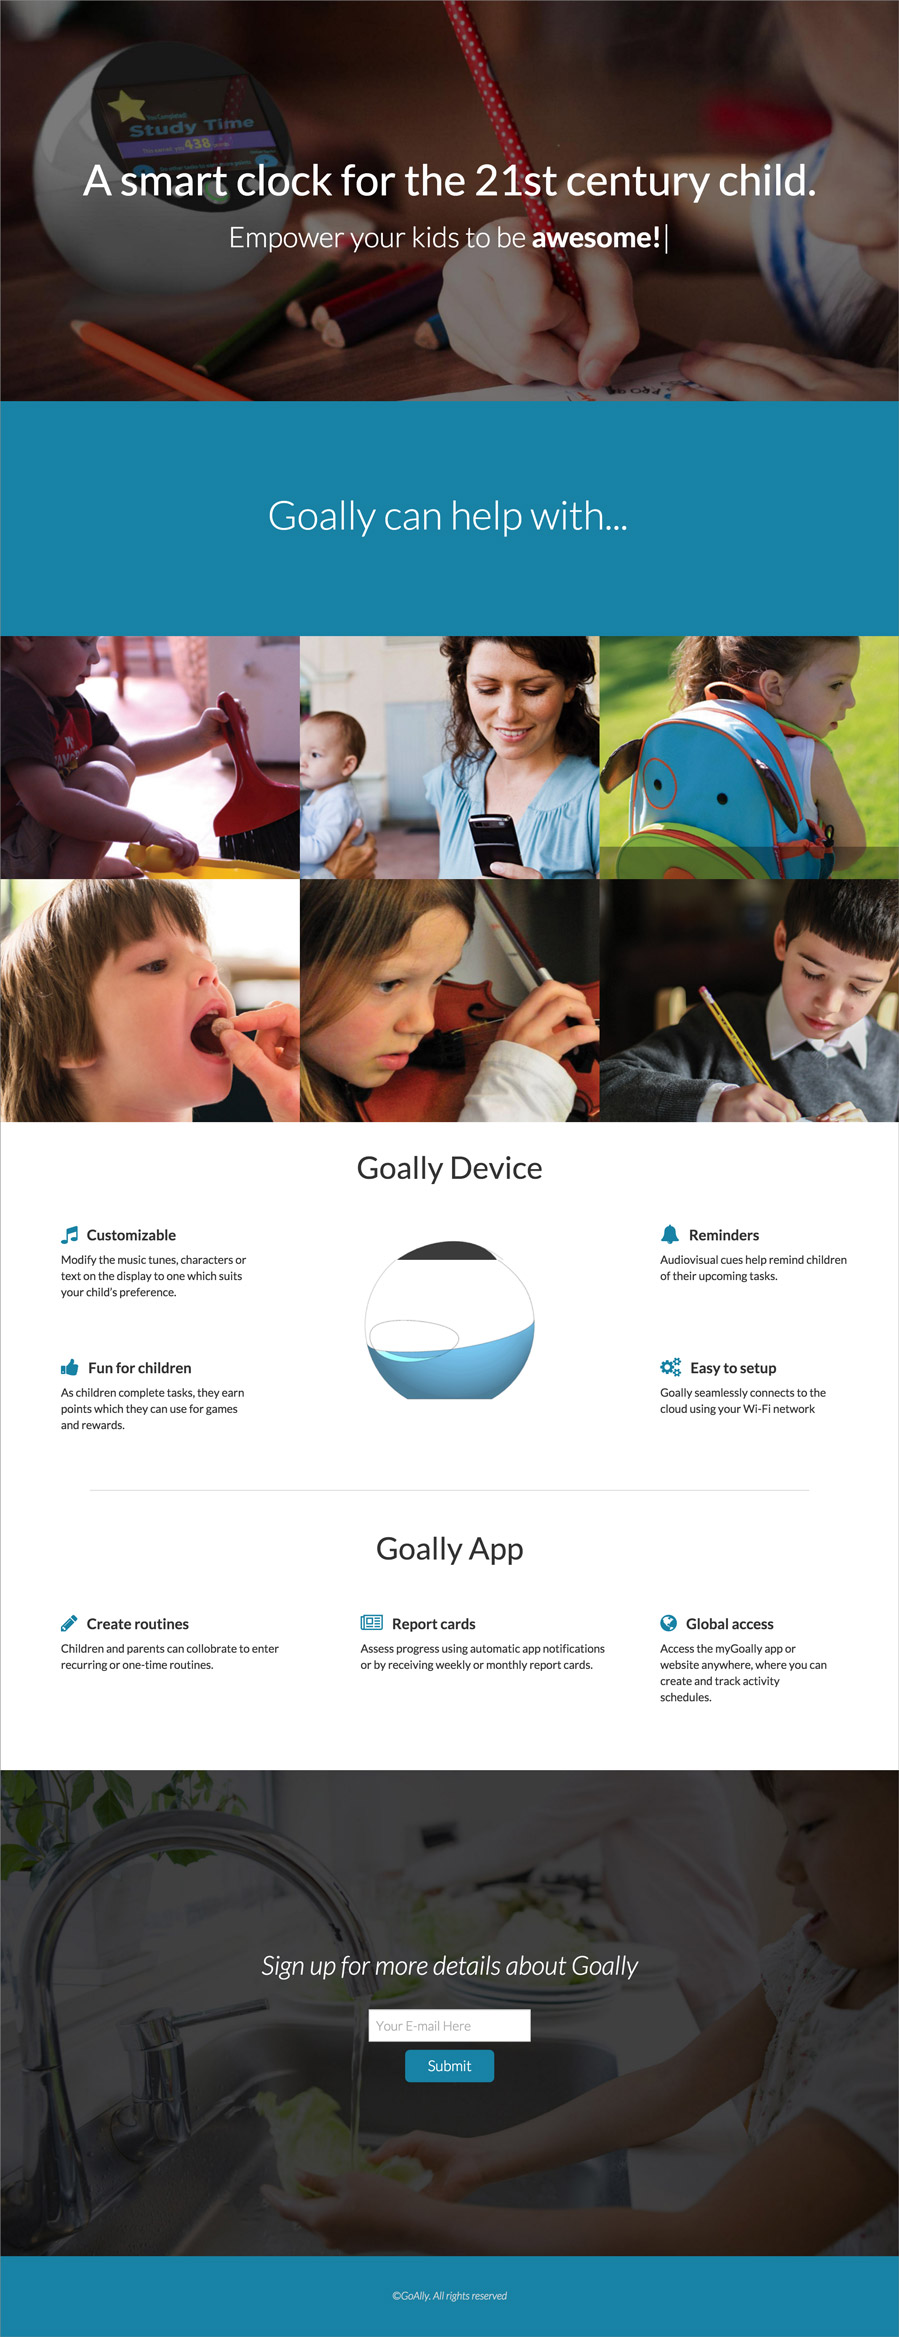 You Completed
Study Time
438
A smart clock for the 21st century child.
Empower your kids to be awesome!|
Goally can help with...
Goally Device
Customizable
Modify the music tunes, characters or
text on the display to one which suits
your child's preference.
Reminders
Audiovisual cues help remind children
of their upcoming tasks.
Fun for children
As children complete tasks, they earn
points which they can use for games
and rewards.
Easy to setup
Goally seamlessly connects to the
cloud using your Wi-Fi network
Goally App
Create routines
Children and parents can collobrate to enter
recurring or one-time routines.
Report cards
Assess progress using automatic app notifications
or by receiving weekly or monthly report cards.
Global access
Access the myGoally app or
website anywhere, where you can
create and track activity
schedules.
Sign up for more details about Goally
Your E-mail Here
Submit
©GoAlly. All rights reserved